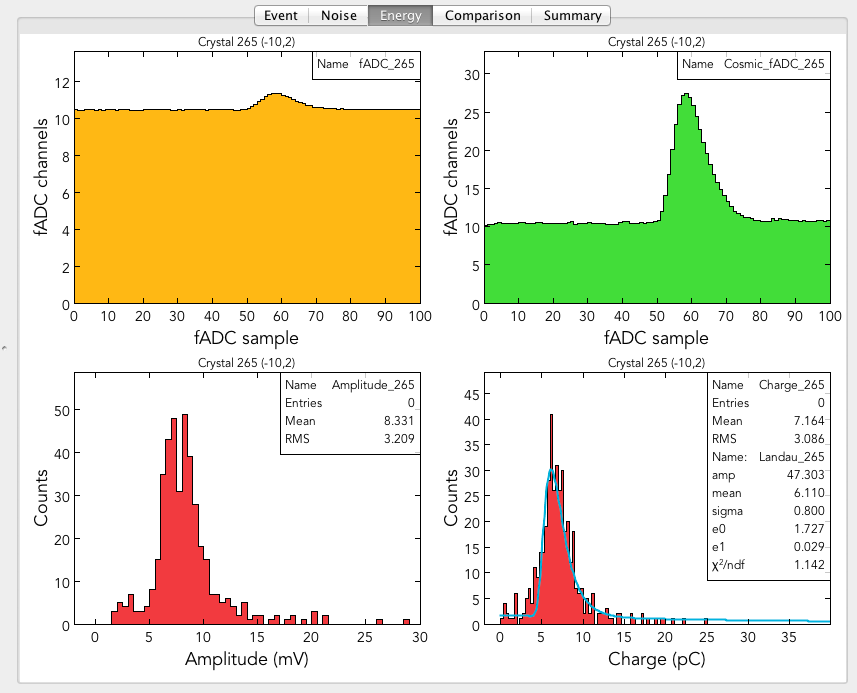 Event Noise Energy Comparison Summary
Crystal 265 (-10,2)
Name fADC_265
12
10
8
6
4
2
0
fADC channels
0 10 20 30 40 50 60 70 80 90 100
fADC sample
Crystal 265 (-10,2)
Name Cosmic_fADC_265
30
25
20
15
10
5
0
fADC channels
0 10 20 30 40 50 60 70 80 90 100
fADC sample
Crystal 265 (-10,2)
Name Amplitude_265
Entries 0
Mean 8.331
RMS 3.209
50
40
30
20
10
0
Counts
0 5 10 15 20 25 30
Amplitude (mV)
Crystal 265 (-10,2)
Name Charge_265
Entries 0
Mean 7.164
RMS 3.086
Name: Landau_265
amp 47.303
mean 6.110
sigma 0.800
e0 1.727
e1 0.029
χ²/ndf 1.142
45
40
35
30
25
20
15
10
5
0
Counts
0 5 10 15 20 25 30 35
Charge (pC)